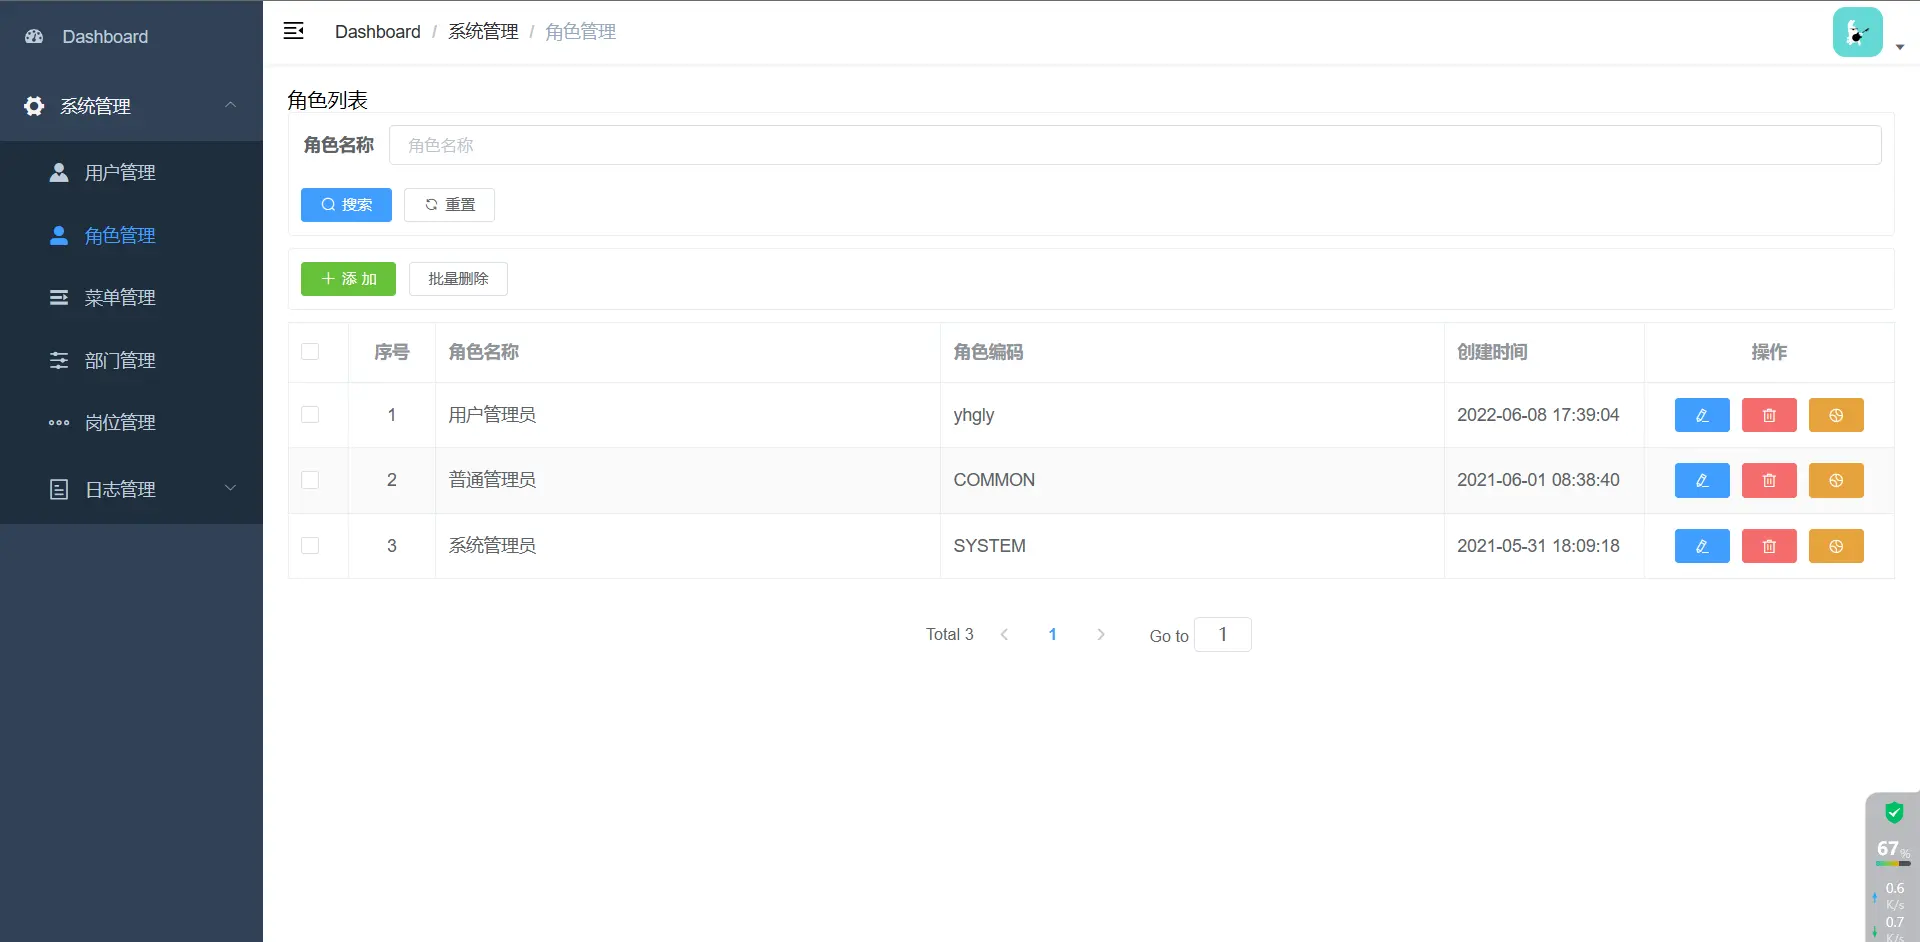 Dashboard
系统管理
用户管理
角色管理
菜单管理
部门管理
岗位管理
日志管理
Dashboard / 系统管理 / 角色管理
角色列表
角色名称 角色名称
搜索 重置
添 加 批量删除
序号 角色名称 角色编码 创建时间 操作
1 用户管理员 yhgly 2022-06-08 17:39:04
2 普通管理员 COMMON 2021-06-01 08:38:40
3 系统管理员 SYSTEM 2021-05-31 18:09:18
Total 3 1 Go to 1
67%
0.6
K/s
0.7
K/s